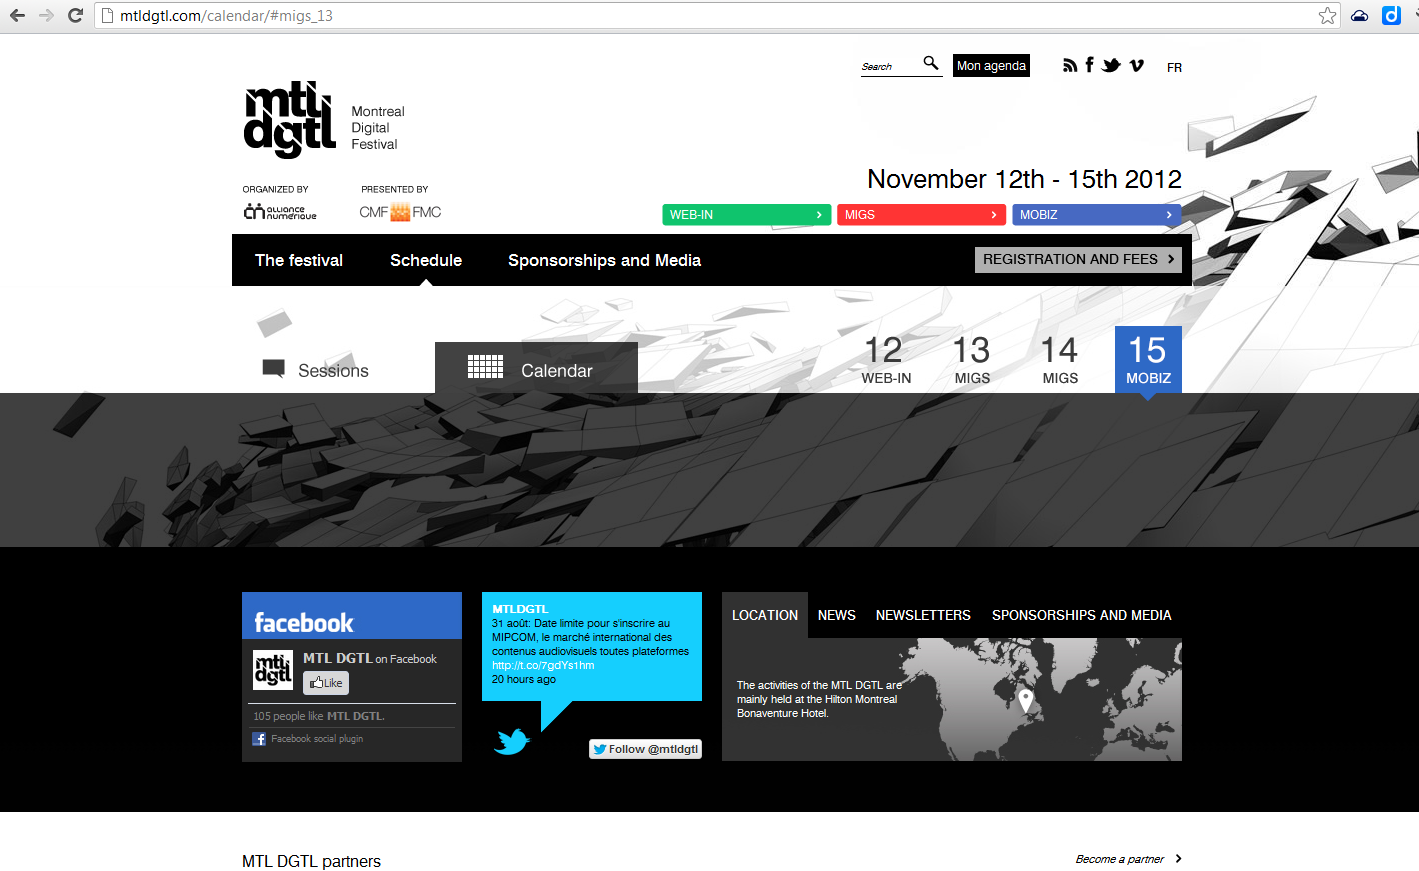 mtldgtl.com/calendar/#migs_13
Search
Mon agenda
FR
mtl
dgtl
Montreal
Digital
Festival
ORGANIZED BY
PRESENTED BY
alliance
numérique
CMF FMC
November 12th - 15th 2012
WEB-IN
MIGS
MOBIZ
The festival
Schedule
Sponsorships and Media
REGISTRATION AND FEES
Sessions
Calendar
12
WEB-IN
13
MIGS
14
MIGS
15
MOBIZ
facebook
mtl
dgtl
MTL DGTL on Facebook
Like
105 people like MTL DGTL.
Facebook social plugin
MTLDGTL
31 août: Date limite pour s'inscrire au
MIPCOM, le marché international des
contenus audiovisuels toutes plateformes
http://t.co/7gdYs1hm
20 hours ago
Follow @mtldgtl
LOCATION
NEWS
NEWSLETTERS
SPONSORSHIPS AND MEDIA
The activities of the MTL DGTL are
mainly held at the Hilton Montreal
Bonaventure Hotel.
MTL DGTL partners
Become a partner